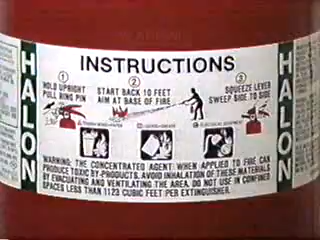 INSTRUCTIONS
HALON
HALON
1
HOLD UPRIGHT
PULL RING PIN
2
START BACK 10 FEET
AIM AT BASE OF FIRE
3
SQUEEZE LEVER
SWEEP SIDE TO SIDE
ELECTRICAL EQUIPMENT
WARNING: THE CONCENTRATED AGENT WHEN APPLIED TO FIRE CAN
PRODUCE TOXIC BY-PRODUCTS. AVOID INHALATION OF THESE MATERIALS
BY EVACUATING AND VENTILATING THE AREA. DO NOT USE IN CONFINED
SPACES LESS THAN 1123 CUBIC FEET PER EXTINGUISHER.